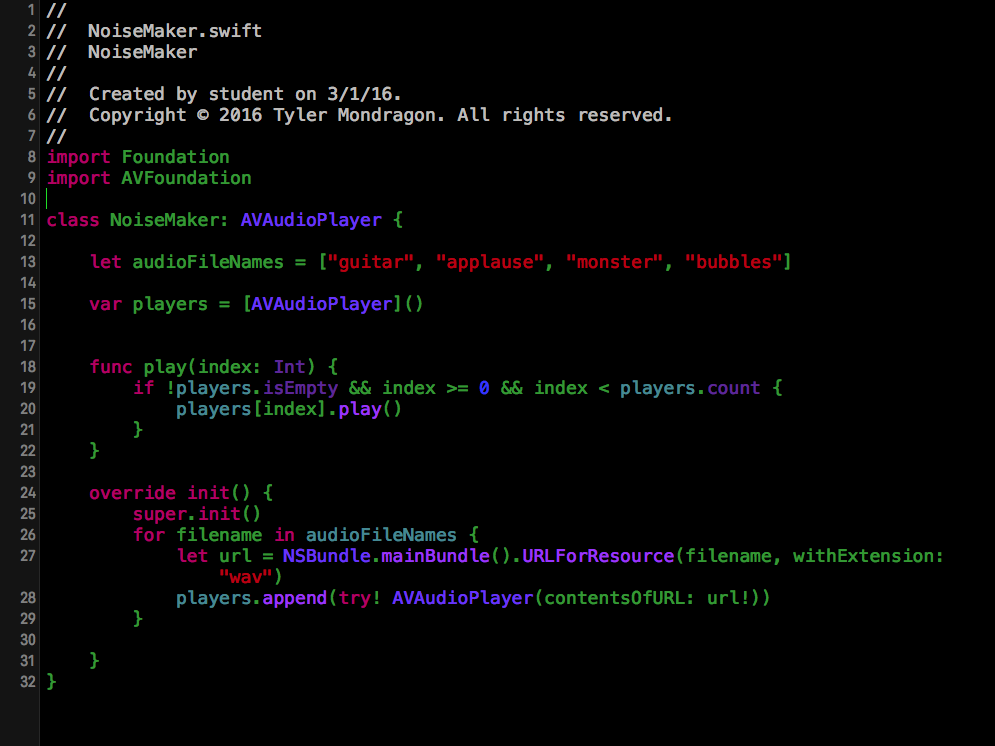 1 //
2 //  NoiseMaker.swift
3 //  NoiseMaker
4 //
5 //  Created by student on 3/1/16.
6 //  Copyright © 2016 Tyler Mondragon. All rights reserved.
7 //
8 import Foundation
9 import AVFoundation
10
11 class NoiseMaker: AVAudioPlayer {
12
13     let audioFileNames = ["guitar", "applause", "monster", "bubbles"]
14
15     var players = [AVAudioPlayer]()
16
17
18     func play(index: Int) {
19         if !players.isEmpty && index >= 0 && index < players.count {
20             players[index].play()
21         }
22     }
23
24     override init() {
25         super.init()
26         for filename in audioFileNames {
27             let url = NSBundle.mainBundle().URLForResource(filename, withExtension:
                "wav")
28             players.append(try! AVAudioPlayer(contentsOfURL: url!))
29         }
30
31     }
32 }